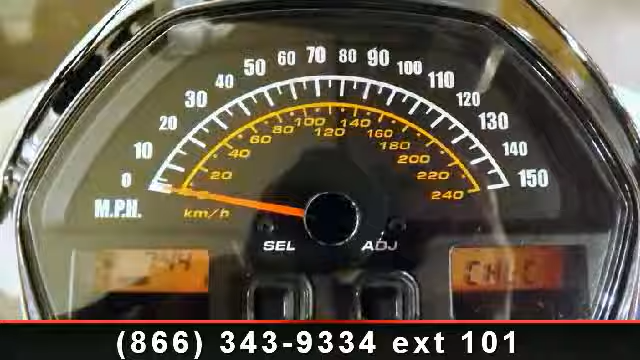 0 10 20 30 40 50 60 70 80 90 100 110 120 130 140 150
20 40 60 80 100 120 140 160 180 200 220 240
M.P.H.
km/h
SEL ADJ
744
(866) 343-9334 ext 101